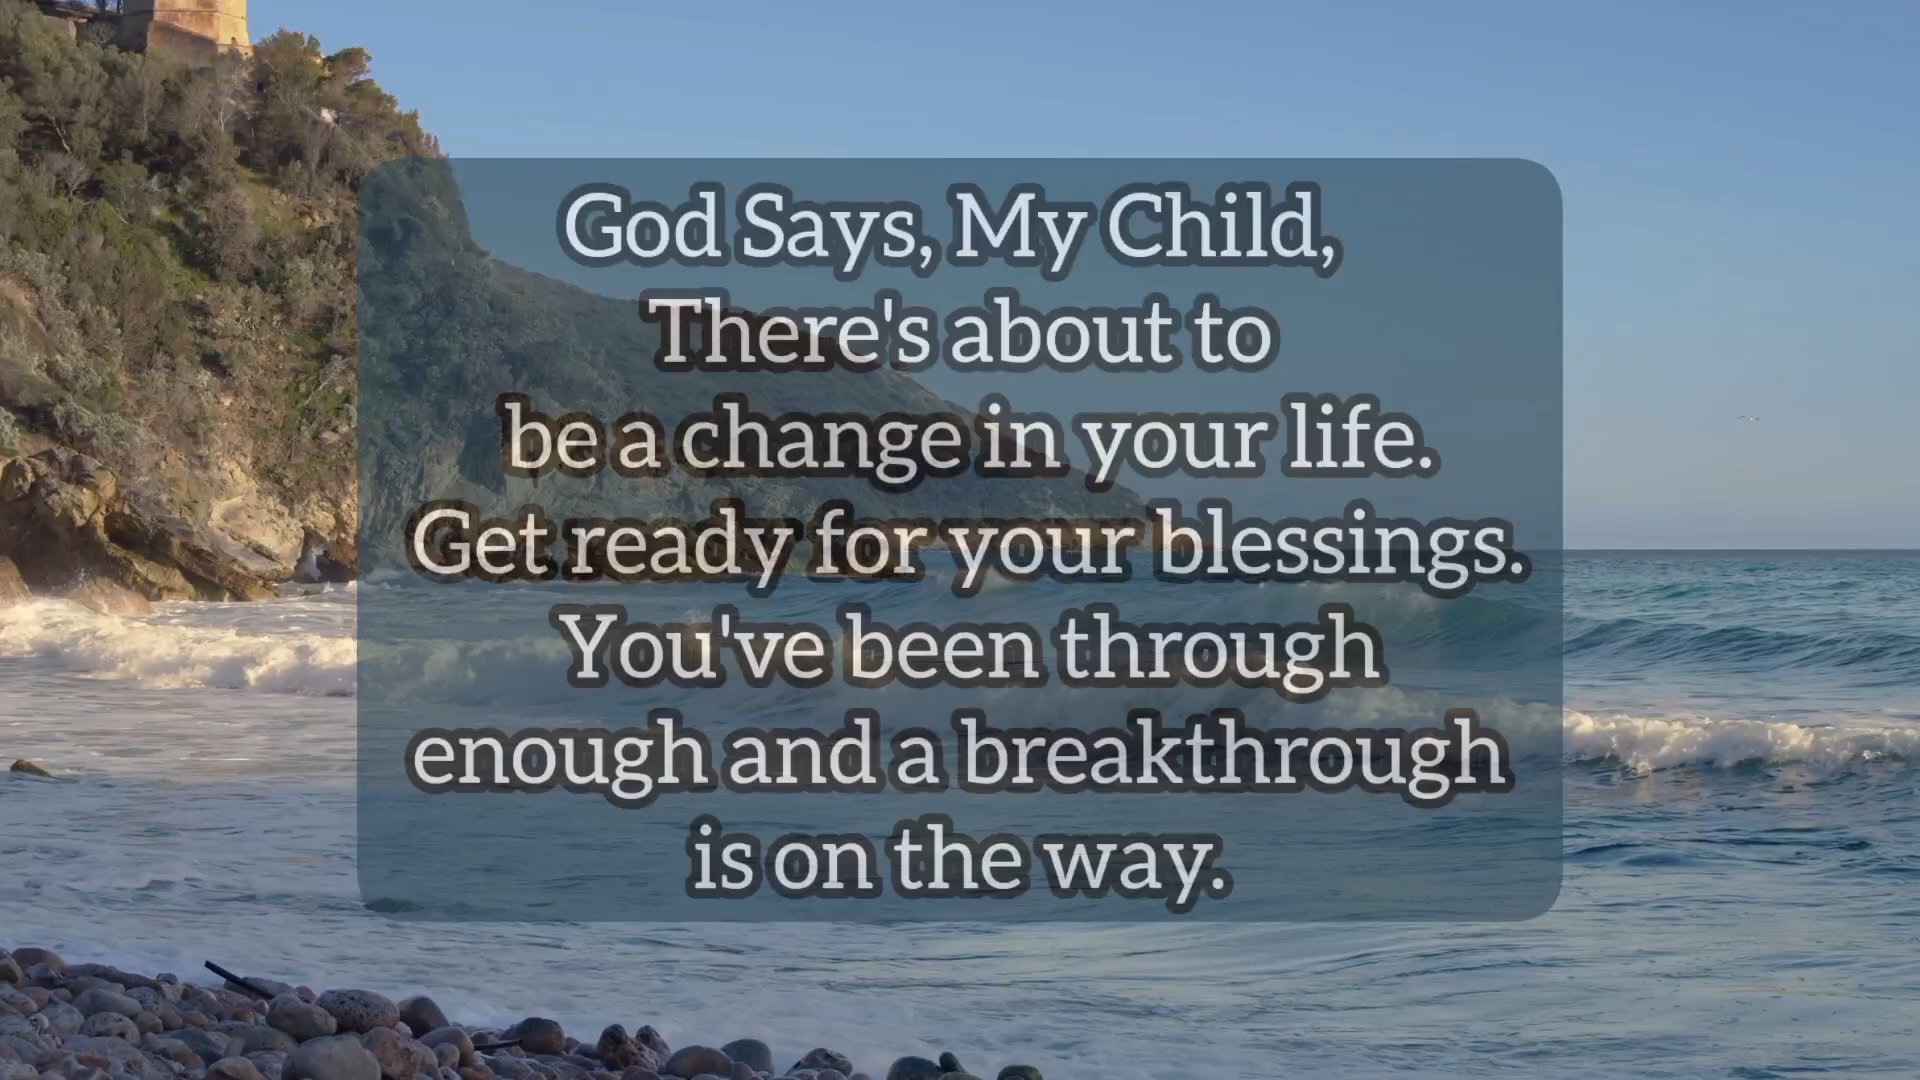 God Says, My Child,
There's about to
be a change in your life.
Get ready for your blessings.
You've been through
enough and a breakthrough
is on the way.